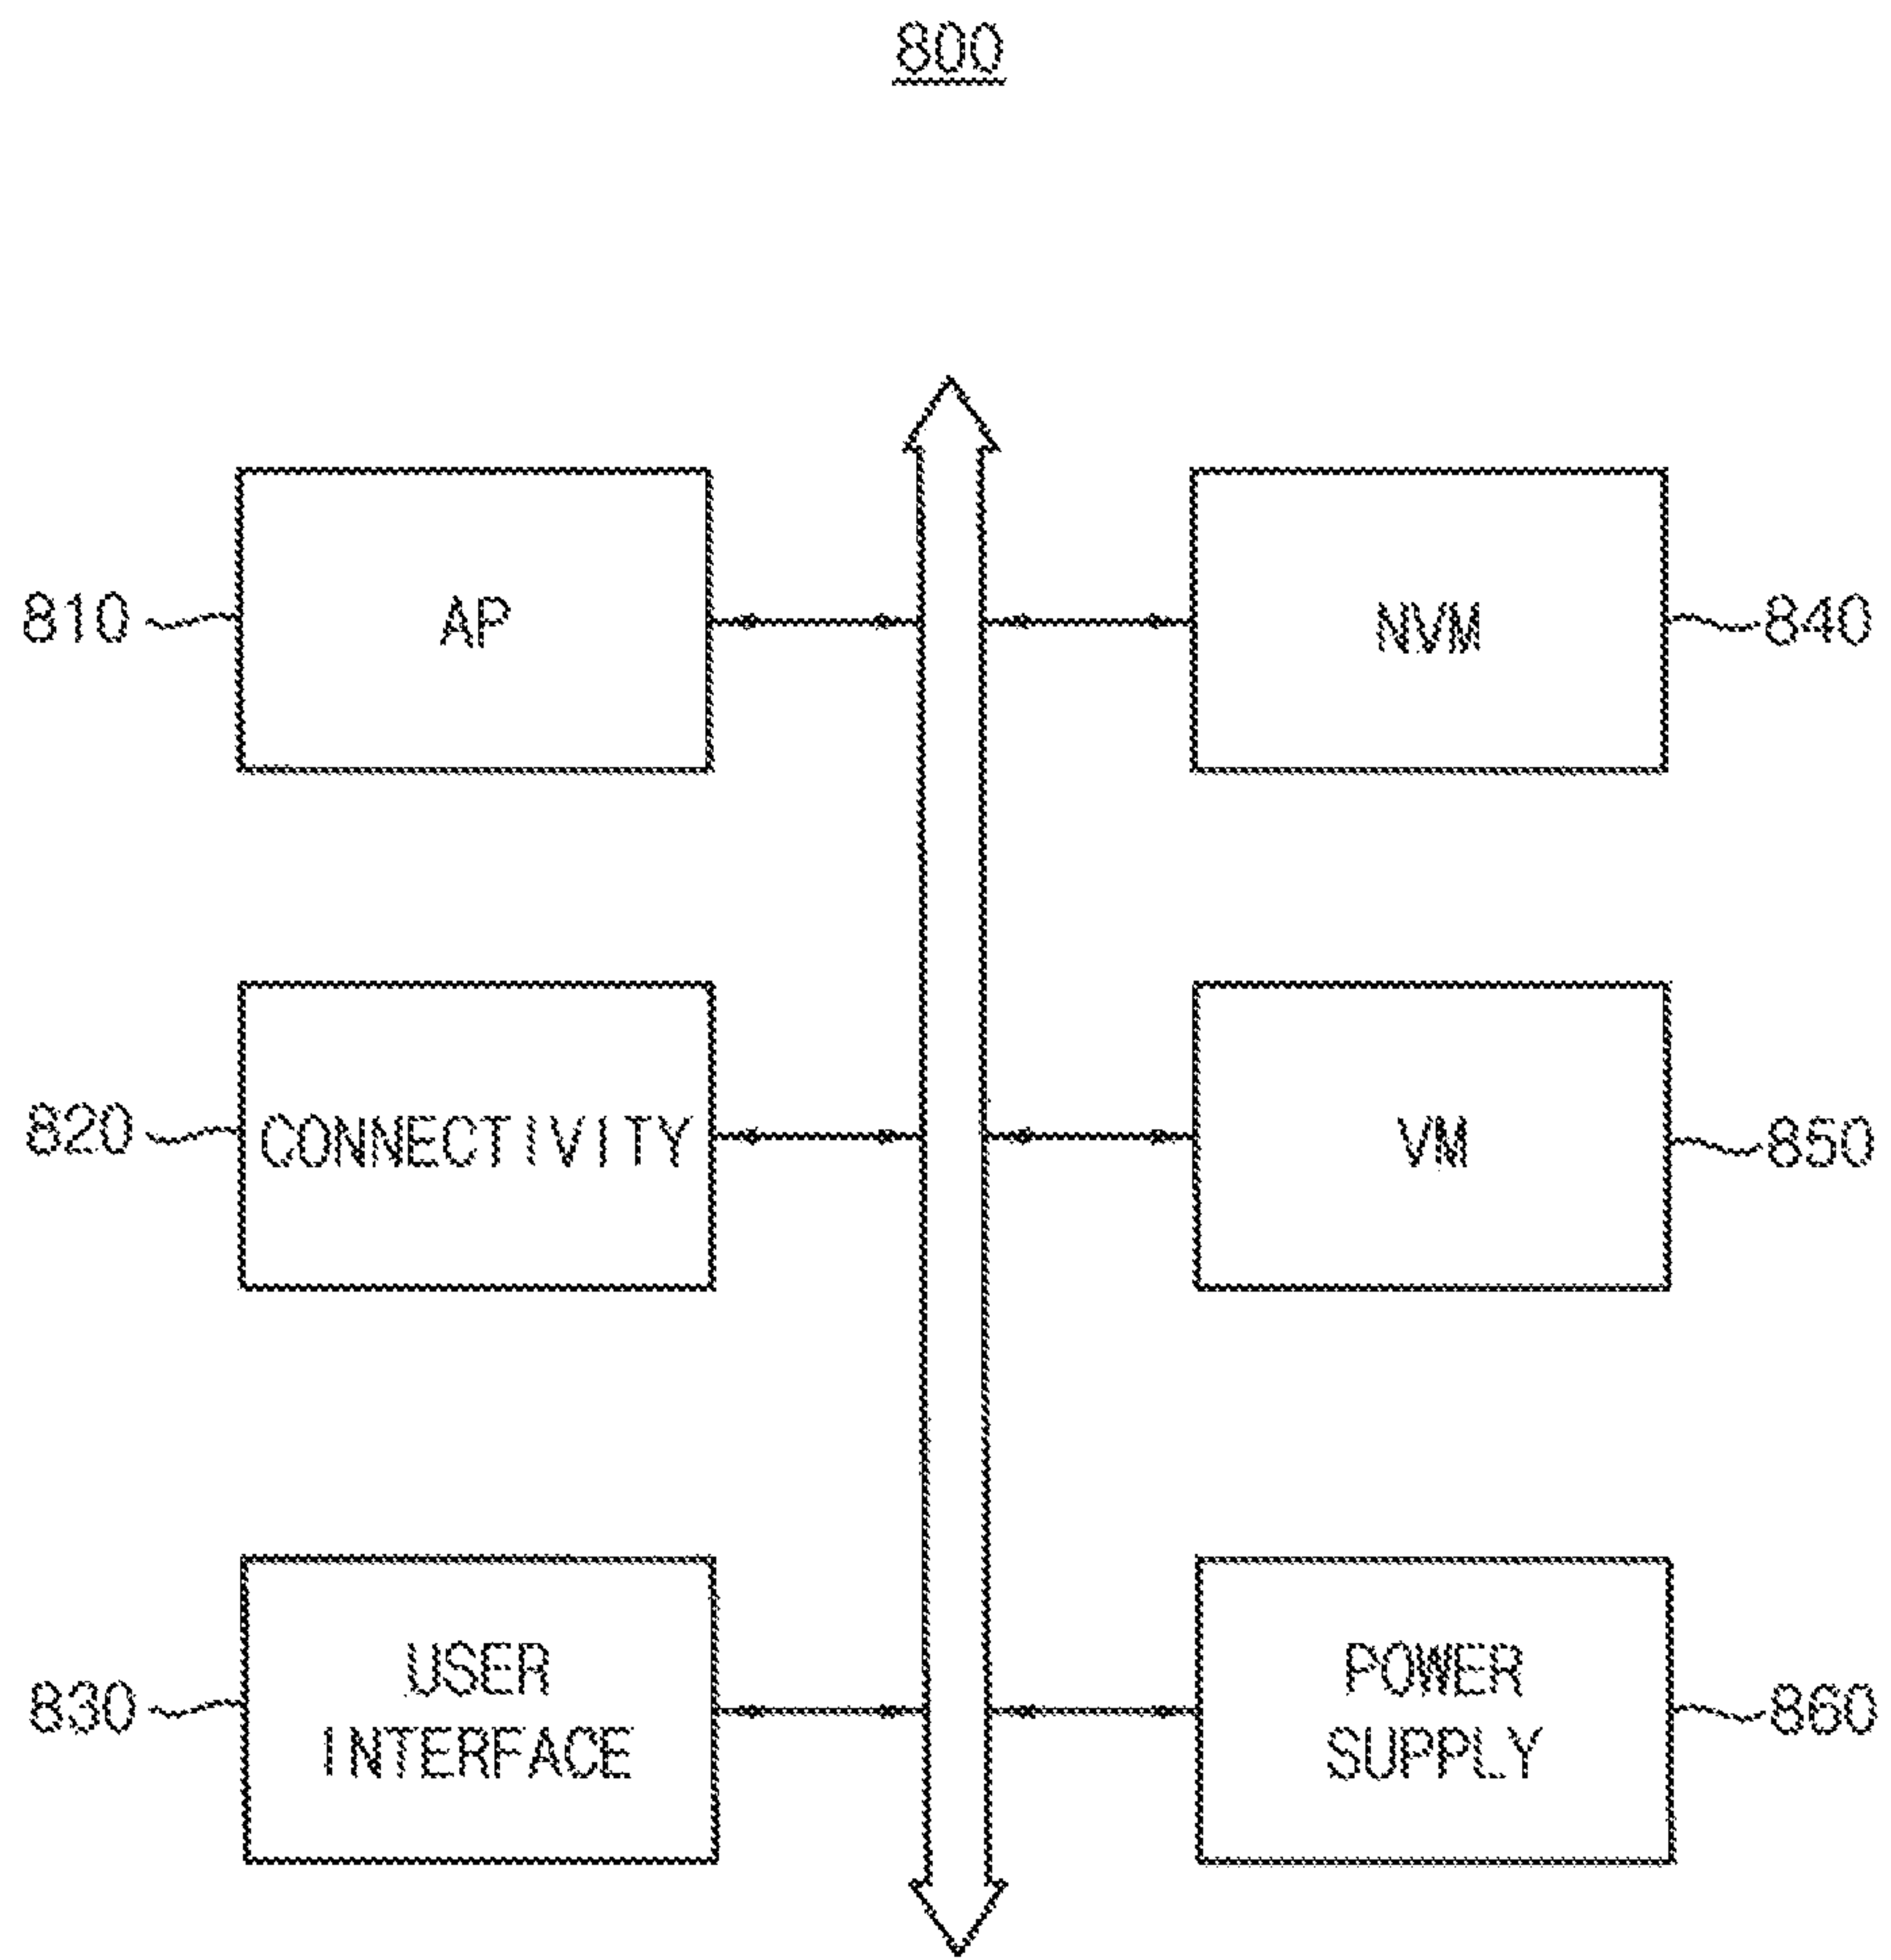 800
810
AP
NVM
840
820
CONNECTIVITY
VM
850
830
USER
INTERFACE
POWER
SUPPLY
860